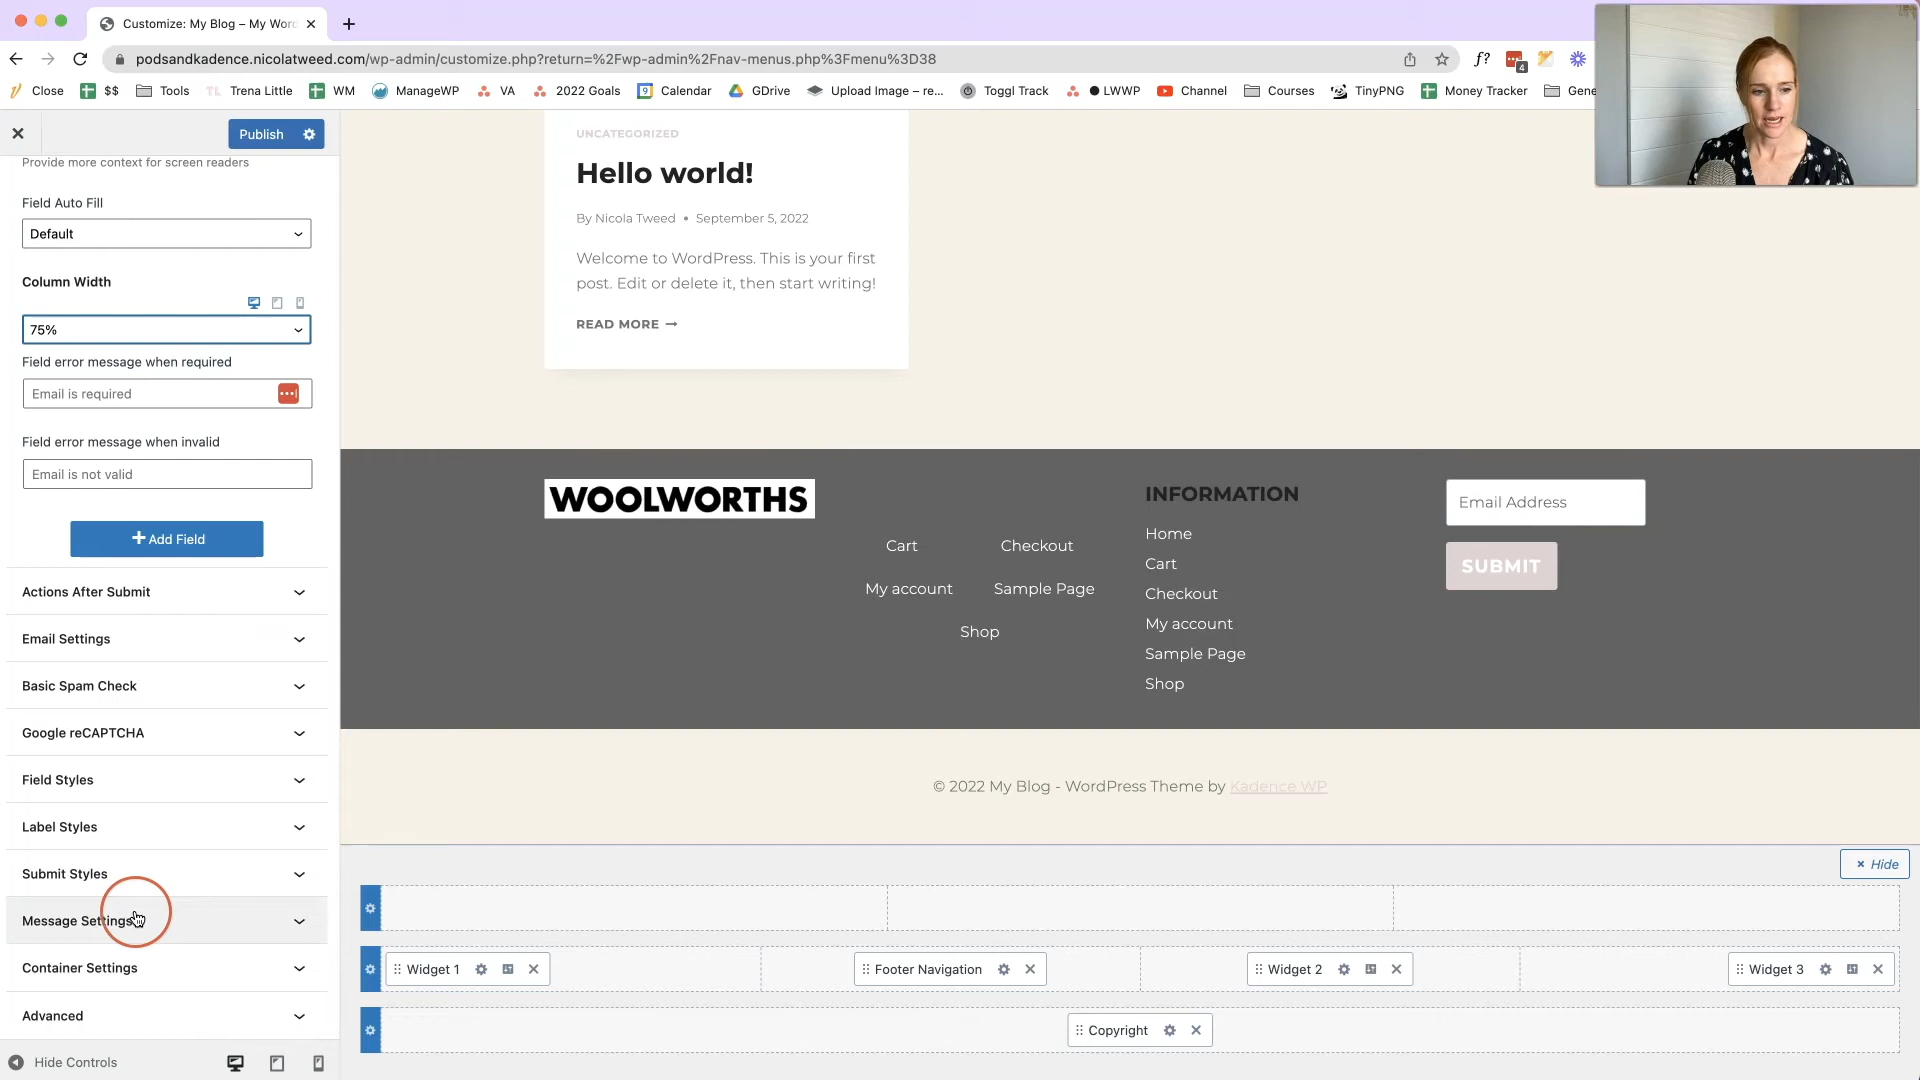 Customize: My Blog – My Wor
podsandkadence.nicolatweed.com/wp-admin/customize.php?return=%2Fwp-admin%2Fnav-menus.php%3Fmenu%3D38
f?
4
Close
$$
Tools
TL
Trena Little
WM
ManageWP
VA
2022 Goals
9
Calendar
GDrive
Upload Image – re...
Toggl Track
LWWP
Channel
Courses
TinyPNG
Money Tracker
Gene
Publish
Provide more context for screen readers
Field Auto Fill
Default
Column Width
75%
Field error message when required
Email is required
Field error message when invalid
Email is not valid
Add Field
Actions After Submit
Email Settings
Basic Spam Check
Google reCAPTCHA
Field Styles
Label Styles
Submit Styles
Message Settings
Container Settings
Advanced
Hide Controls
UNCATEGORIZED
Hello world!
By Nicola Tweed • September 5, 2022
Welcome to WordPress. This is your first
post. Edit or delete it, then start writing!
READ MORE →
WOOLWORTHS
Cart
Checkout
My account
Sample Page
Shop
INFORMATION
Home
Cart
Checkout
My account
Sample Page
Shop
Email Address
SUBMIT
© 2022 My Blog - WordPress Theme by Kadence WP
× Hide
Widget 1
Footer Navigation
Widget 2
Widget 3
Copyright